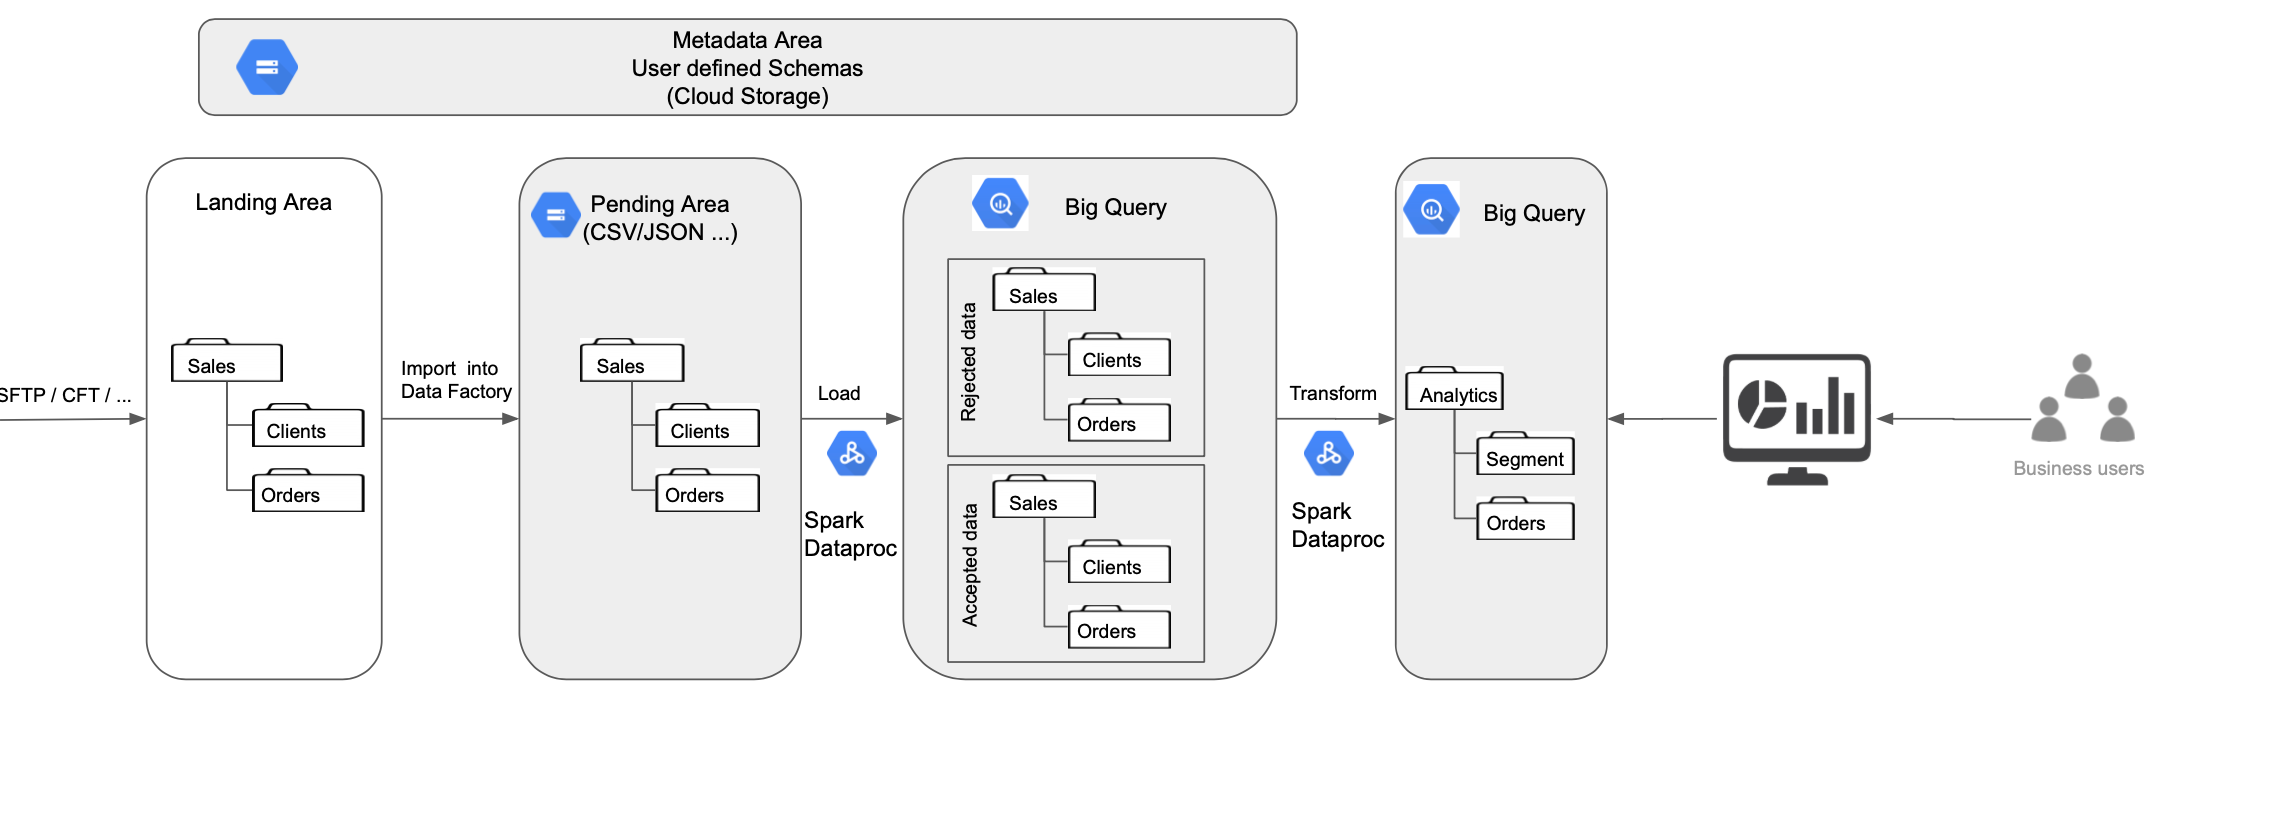 Metadata Area
User defined Schemas
(Cloud Storage)
SFTP / CFT / ...
Landing Area
Sales
Clients
Orders
Import into
Data Factory
Pending Area
(CSV/JSON ...)
Sales
Clients
Orders
Load
Spark
Dataproc
Big Query
Rejected data
Sales
Clients
Orders
Accepted data
Sales
Clients
Orders
Transform
Spark
Dataproc
Big Query
Analytics
Segment
Orders
Business users